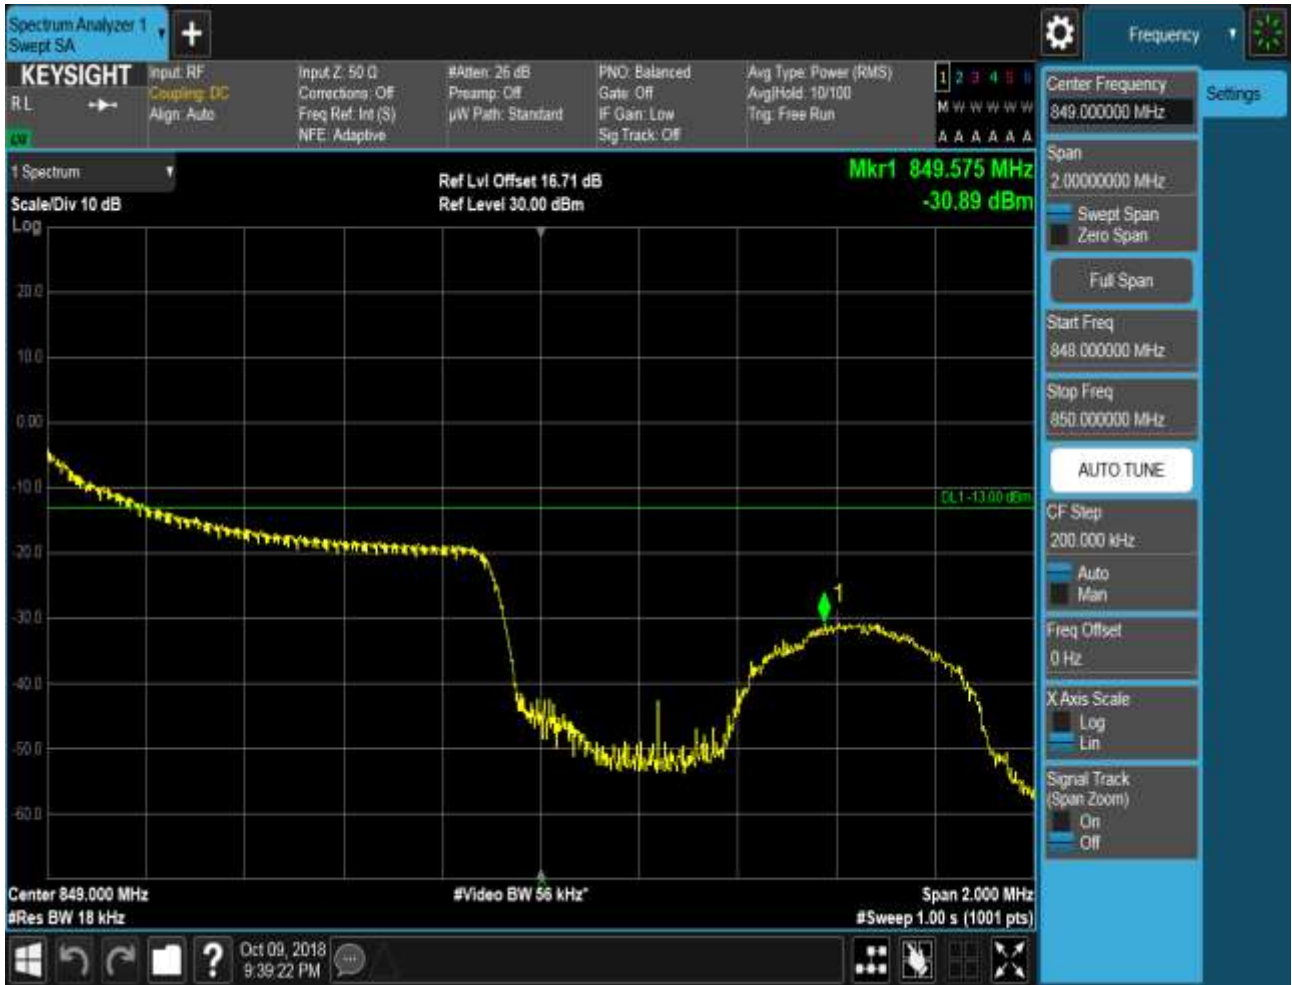 Spectrum Analyzer 1
Swept SA
+
Frequency
KEYSIGHT
RL
Input: RF
Coupling: DC
Align: Auto
Input Z: 50 Ω
Corrections: Off
Freq Ref: Int (S)
NFE: Adaptive
#Atten: 26 dB
Preamp: Off
µW Path: Standard
PNO: Balanced
Gate: Off
IF Gain: Low
Sig Track: Off
Avg Type: Power (RMS)
Avg|Hold: 10/100
Trig: Free Run
1 2 3 4 5 6
M W W W W W
A A A A A A
1 Spectrum
Scale/Div 10 dB
Log
Ref Lvl Offset 16.71 dB
Ref Level 30.00 dBm
Mkr1 849.575 MHz
-30.89 dBm
20.0
10.0
0.00
-10.0
-20.0
-30.0
-40.0
-50.0
-60.0
DL1 -13.00 dBm
1
Center 849.000 MHz
#Res BW 18 kHz
#Video BW 56 kHz*
Span 2.000 MHz
#Sweep 1.00 s (1001 pts)
Center Frequency
849.000000 MHz
Settings
Span
2.00000000 MHz
Swept Span
Zero Span
Full Span
Start Freq
848.000000 MHz
Stop Freq
850.000000 MHz
AUTO TUNE
CF Step
200.000 kHz
Auto
Man
Freq Offset
0 Hz
X Axis Scale
Log
Lin
Signal Track
(Span Zoom)
On
Off
?
Oct 09, 2018
9:39:22 PM